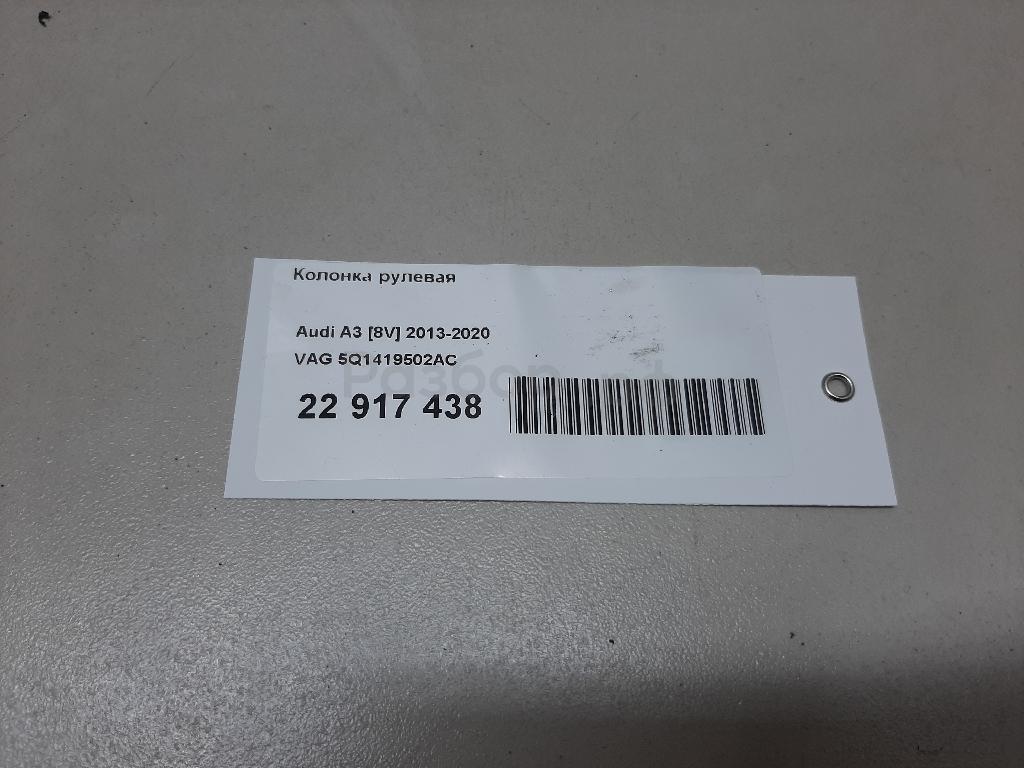 Колонка рулевая
Audi A3 [8V] 2013-2020
VAG 5Q1419502AC
22 917 438